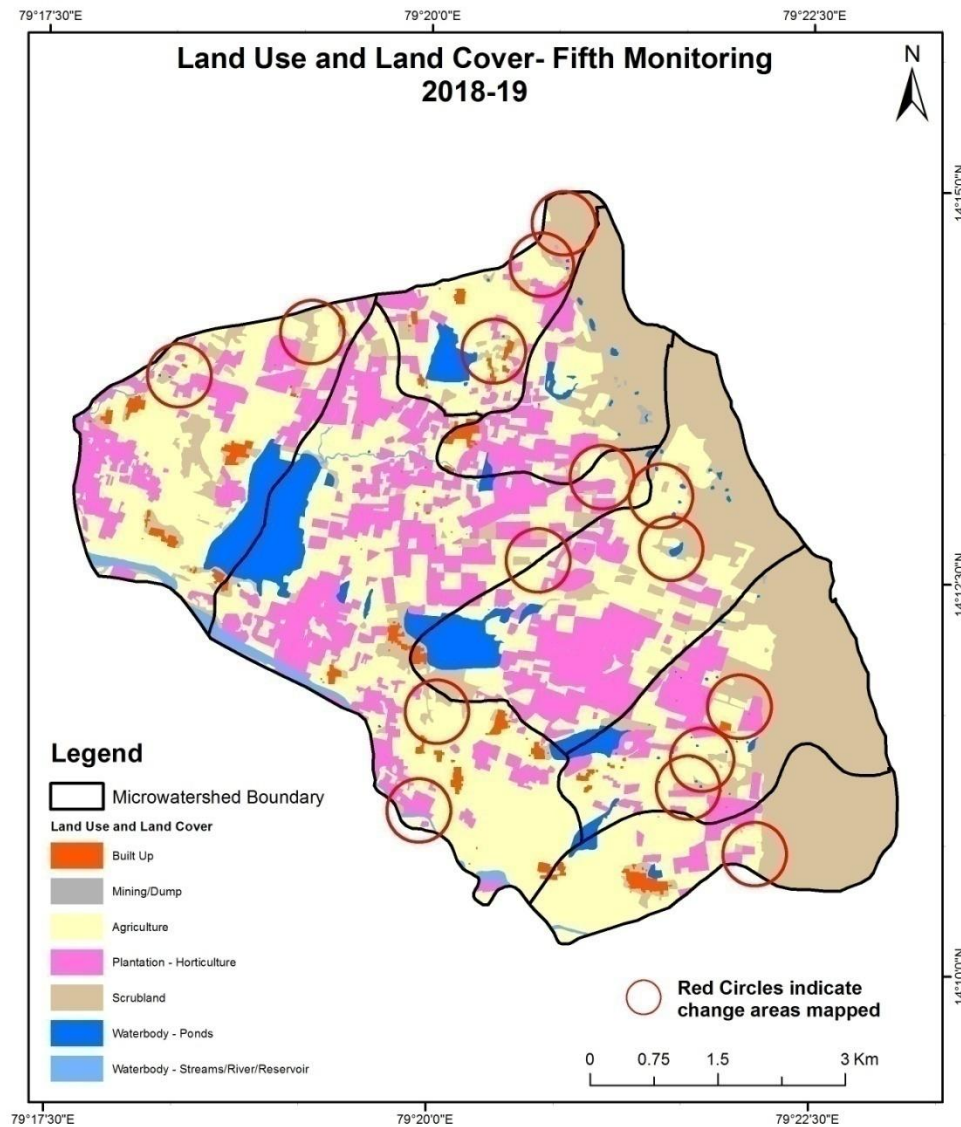 79°17'30"E 79°20'0"E 79°22'30"E
Land Use and Land Cover- Fifth Monitoring
2018-19
N
14°15'0"N
14°12'30"N
14°10'0"N
Legend
Microwatershed Boundary
Land Use and Land Cover
Built Up
Mining/Dump
Agriculture
Plantation - Horticulture
Scrubland
Waterbody - Ponds
Waterbody - Streams/River/Reservoir
Red Circles indicate
change areas mapped
0 0.75 1.5 3 Km
79°17'30"E 79°20'0"E 79°22'30"E